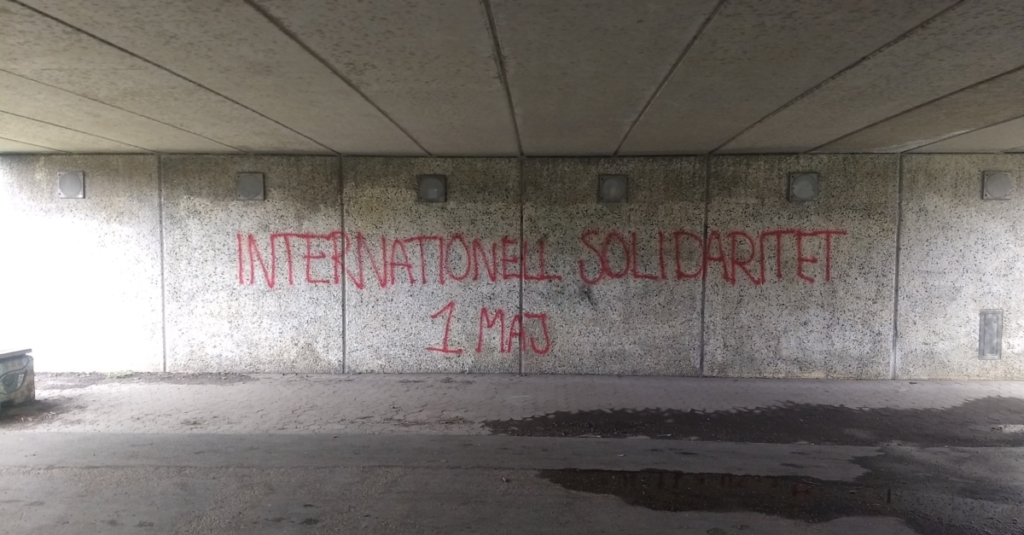 INTERNATIONELL SOLIDARITET
1 MAJ